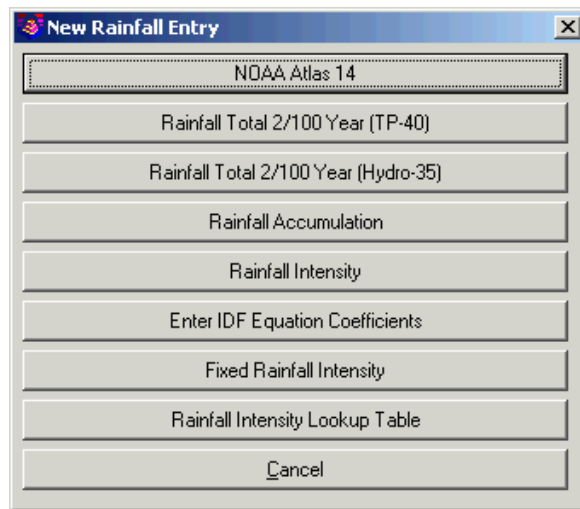 New Rainfall Entry
NOAA Atlas 14
Rainfall Total 2/100 Year (TP-40)
Rainfall Total 2/100 Year (Hydro-35)
Rainfall Accumulation
Rainfall Intensity
Enter IDF Equation Coefficients
Fixed Rainfall Intensity
Rainfall Intensity Lookup Table
Cancel